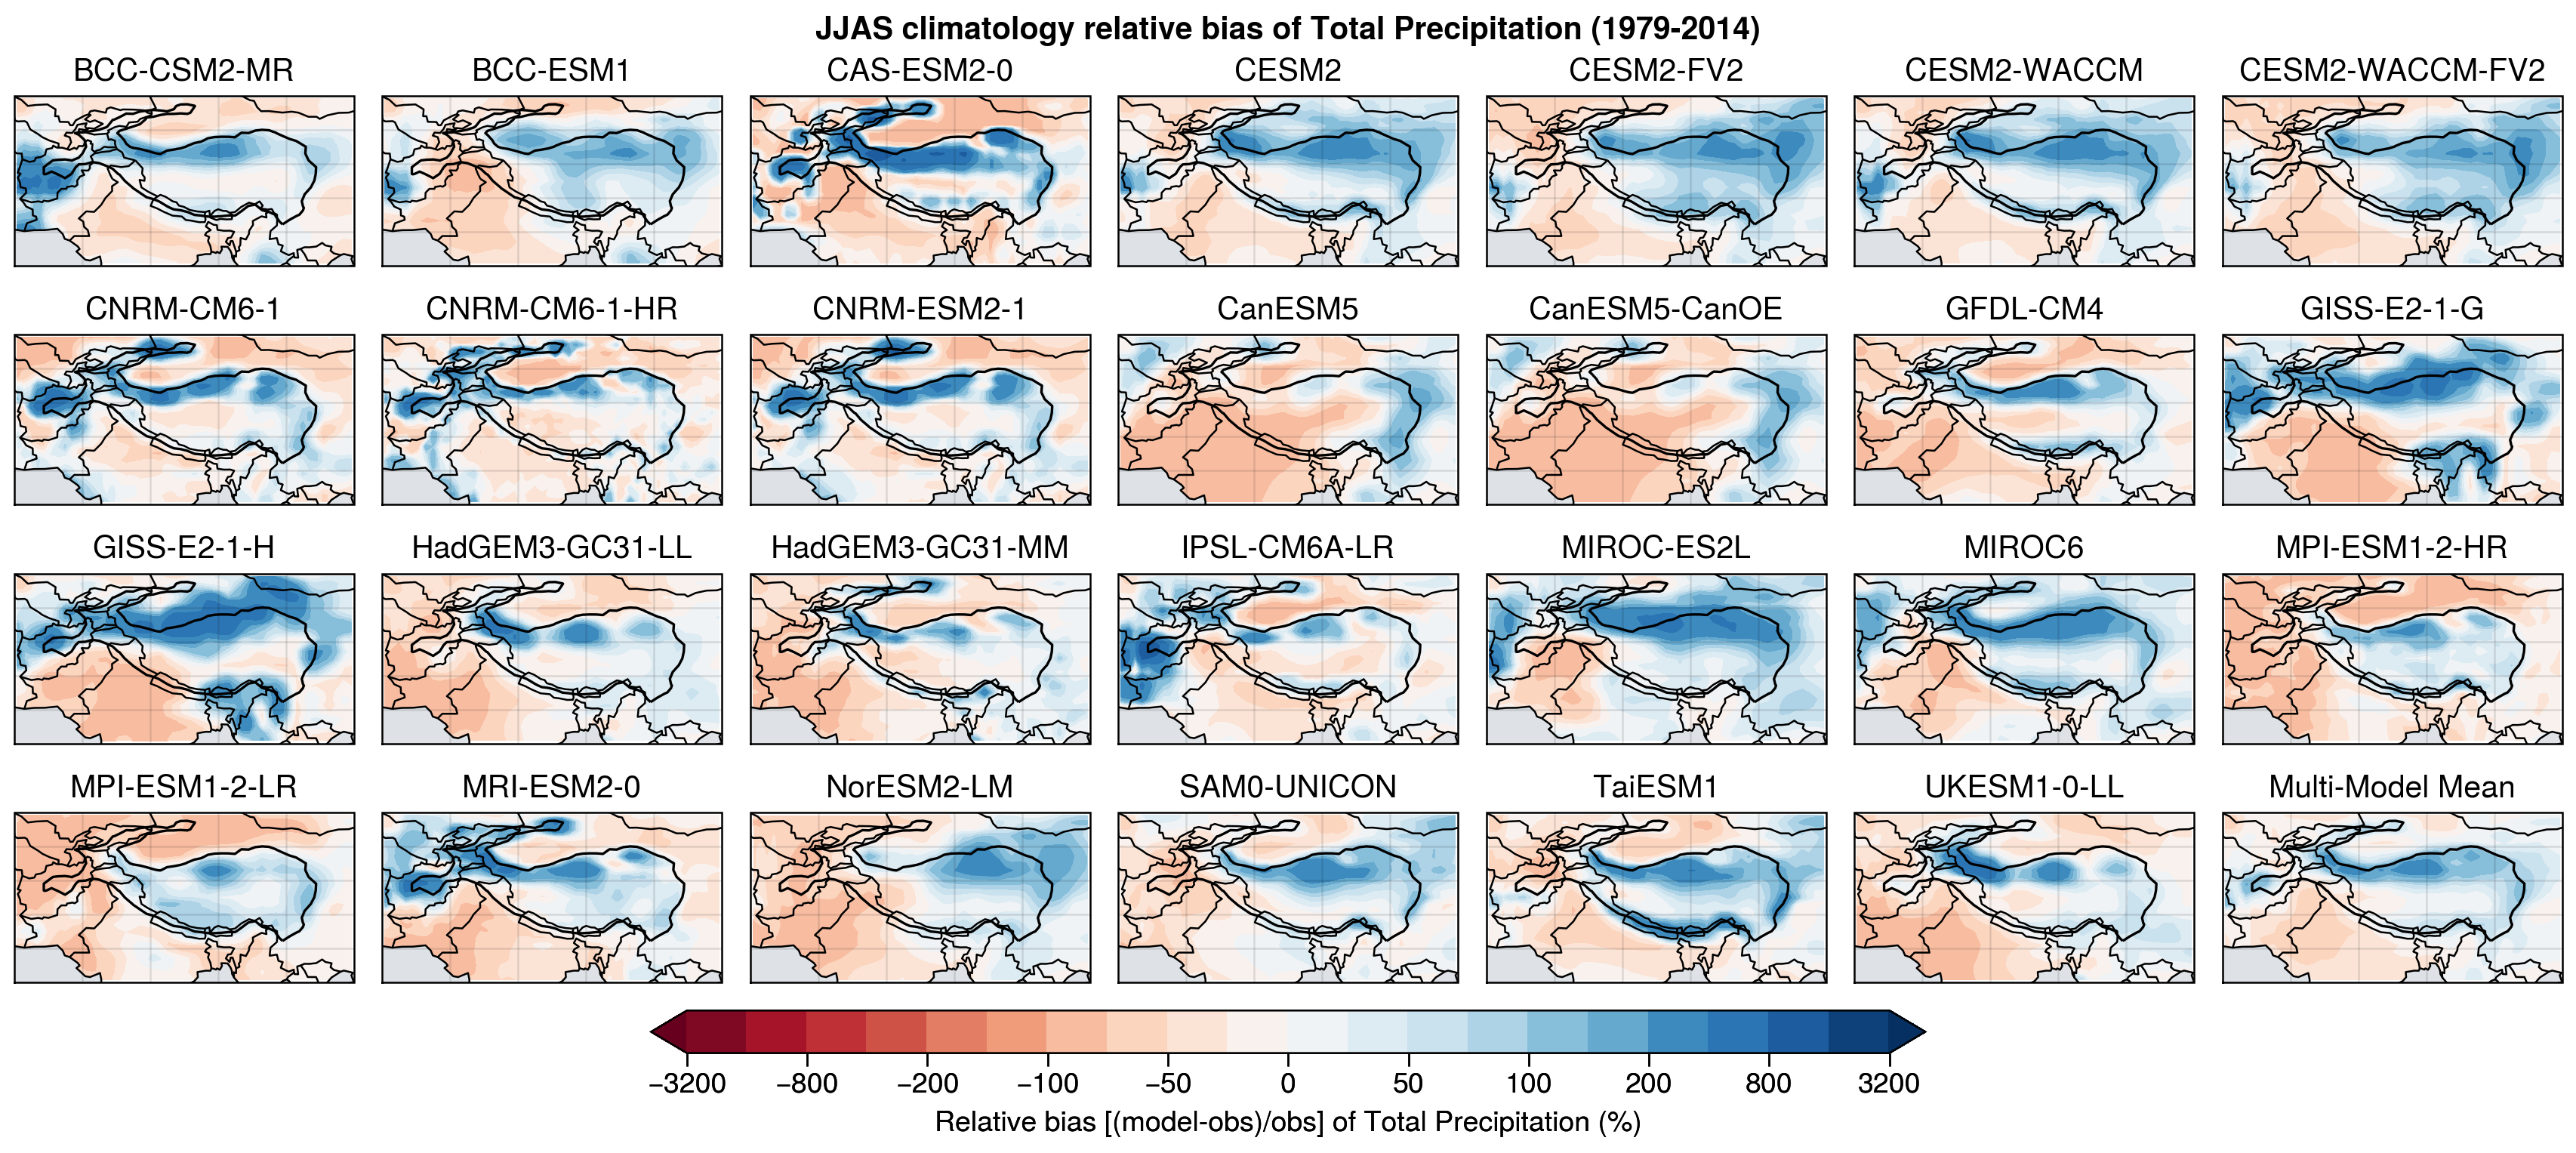 JJAS climatology relative bias of Total Precipitation (1979-2014)
BCC-CSM2-MR BCC-ESM1 CAS-ESM2-0 CESM2 CESM2-FV2 CESM2-WACCM CESM2-WACCM-FV2
CNRM-CM6-1 CNRM-CM6-1-HR CNRM-ESM2-1 CanESM5 CanESM5-CanOE GFDL-CM4 GISS-E2-1-G
GISS-E2-1-H HadGEM3-GC31-LL HadGEM3-GC31-MM IPSL-CM6A-LR MIROC-ES2L MIROC6 MPI-ESM1-2-HR
MPI-ESM1-2-LR MRI-ESM2-0 NorESM2-LM SAM0-UNICON TaiESM1 UKESM1-0-LL Multi-Model Mean
−3200 −800 −200 −100 −50 0 50 100 200 800 3200
Relative bias [(model-obs)/obs] of Total Precipitation (%)